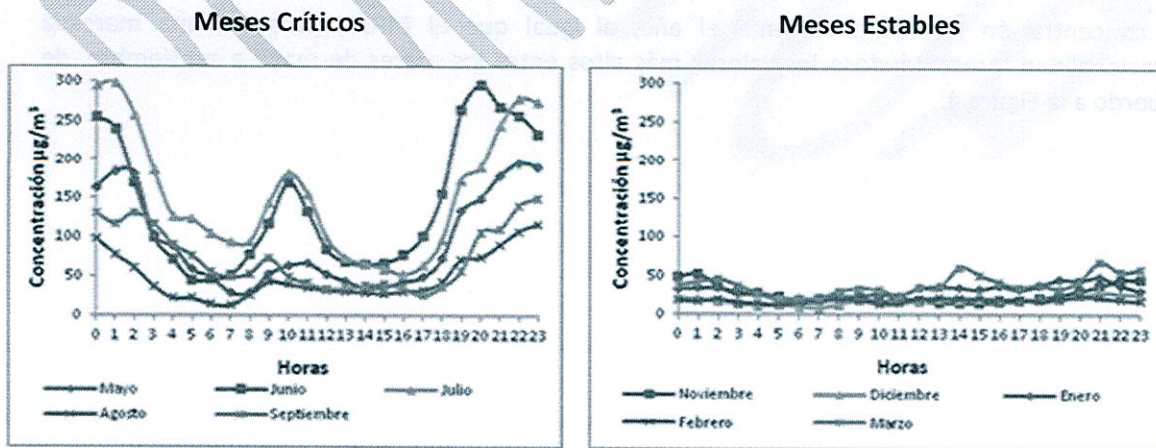 Meses Críticos
Concentración µg/m³
300
250
200
150
100
50
0
0 1 2 3 4 5 6 7 8 9 10 11 12 13 14 15 16 17 18 19 20 21 22 23
Horas
Mayo Junio Julio
Agosto Septiembre
Meses Estables
Concentración µg/m³
300
250
200
150
100
50
0
0 1 2 3 4 5 6 7 8 9 10 11 12 13 14 15 16 17 18 19 20 21 22 23
Horas
Noviembre Diciembre Enero
Febrero Marzo